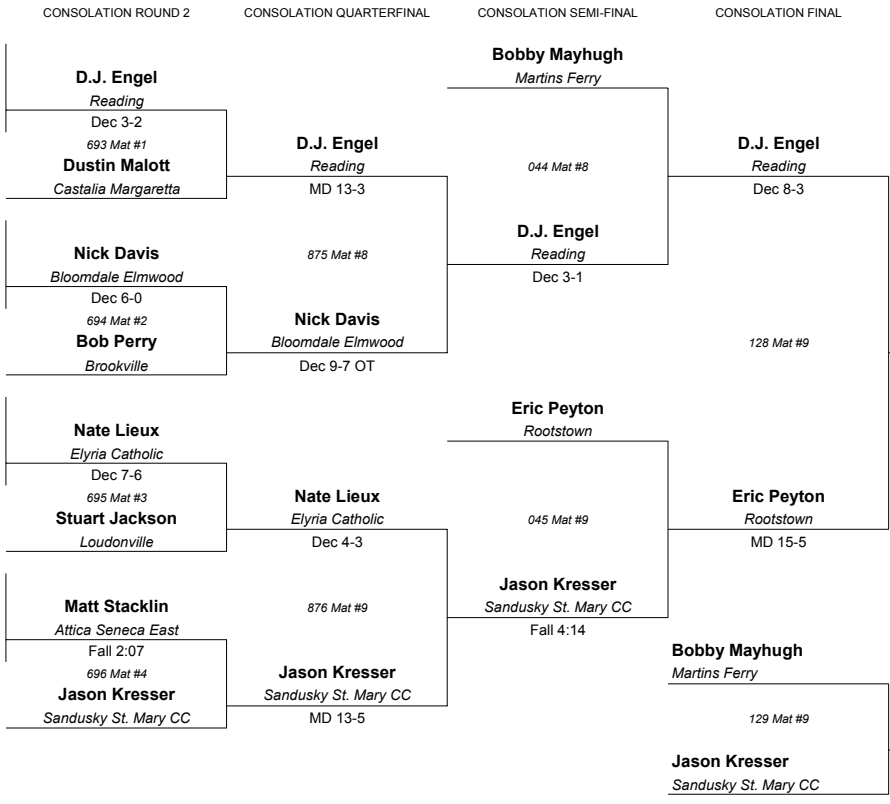 CONSOLATION ROUND 2
CONSOLATION QUARTERFINAL
CONSOLATION SEMI-FINAL
CONSOLATION FINAL
D.J. Engel
Reading
Dec 3-2
693 Mat #1
Dustin Malott
Castalia Margaretta
Nick Davis
Bloomdale Elmwood
Dec 6-0
694 Mat #2
Bob Perry
Brookville
Nate Lieux
Elyria Catholic
Dec 7-6
695 Mat #3
Stuart Jackson
Loudonville
Matt Stacklin
Attica Seneca East
Fall 2:07
696 Mat #4
Jason Kresser
Sandusky St. Mary CC
D.J. Engel
Reading
MD 13-3
875 Mat #8
Nick Davis
Bloomdale Elmwood
Dec 9-7 OT
Nate Lieux
Elyria Catholic
Dec 4-3
876 Mat #9
Jason Kresser
Sandusky St. Mary CC
MD 13-5
Bobby Mayhugh
Martins Ferry
044 Mat #8
D.J. Engel
Reading
Dec 3-1
Eric Peyton
Rootstown
045 Mat #9
Jason Kresser
Sandusky St. Mary CC
Fall 4:14
D.J. Engel
Reading
Dec 8-3
128 Mat #9
Eric Peyton
Rootstown
MD 15-5
Bobby Mayhugh
Martins Ferry
129 Mat #9
Jason Kresser
Sandusky St. Mary CC